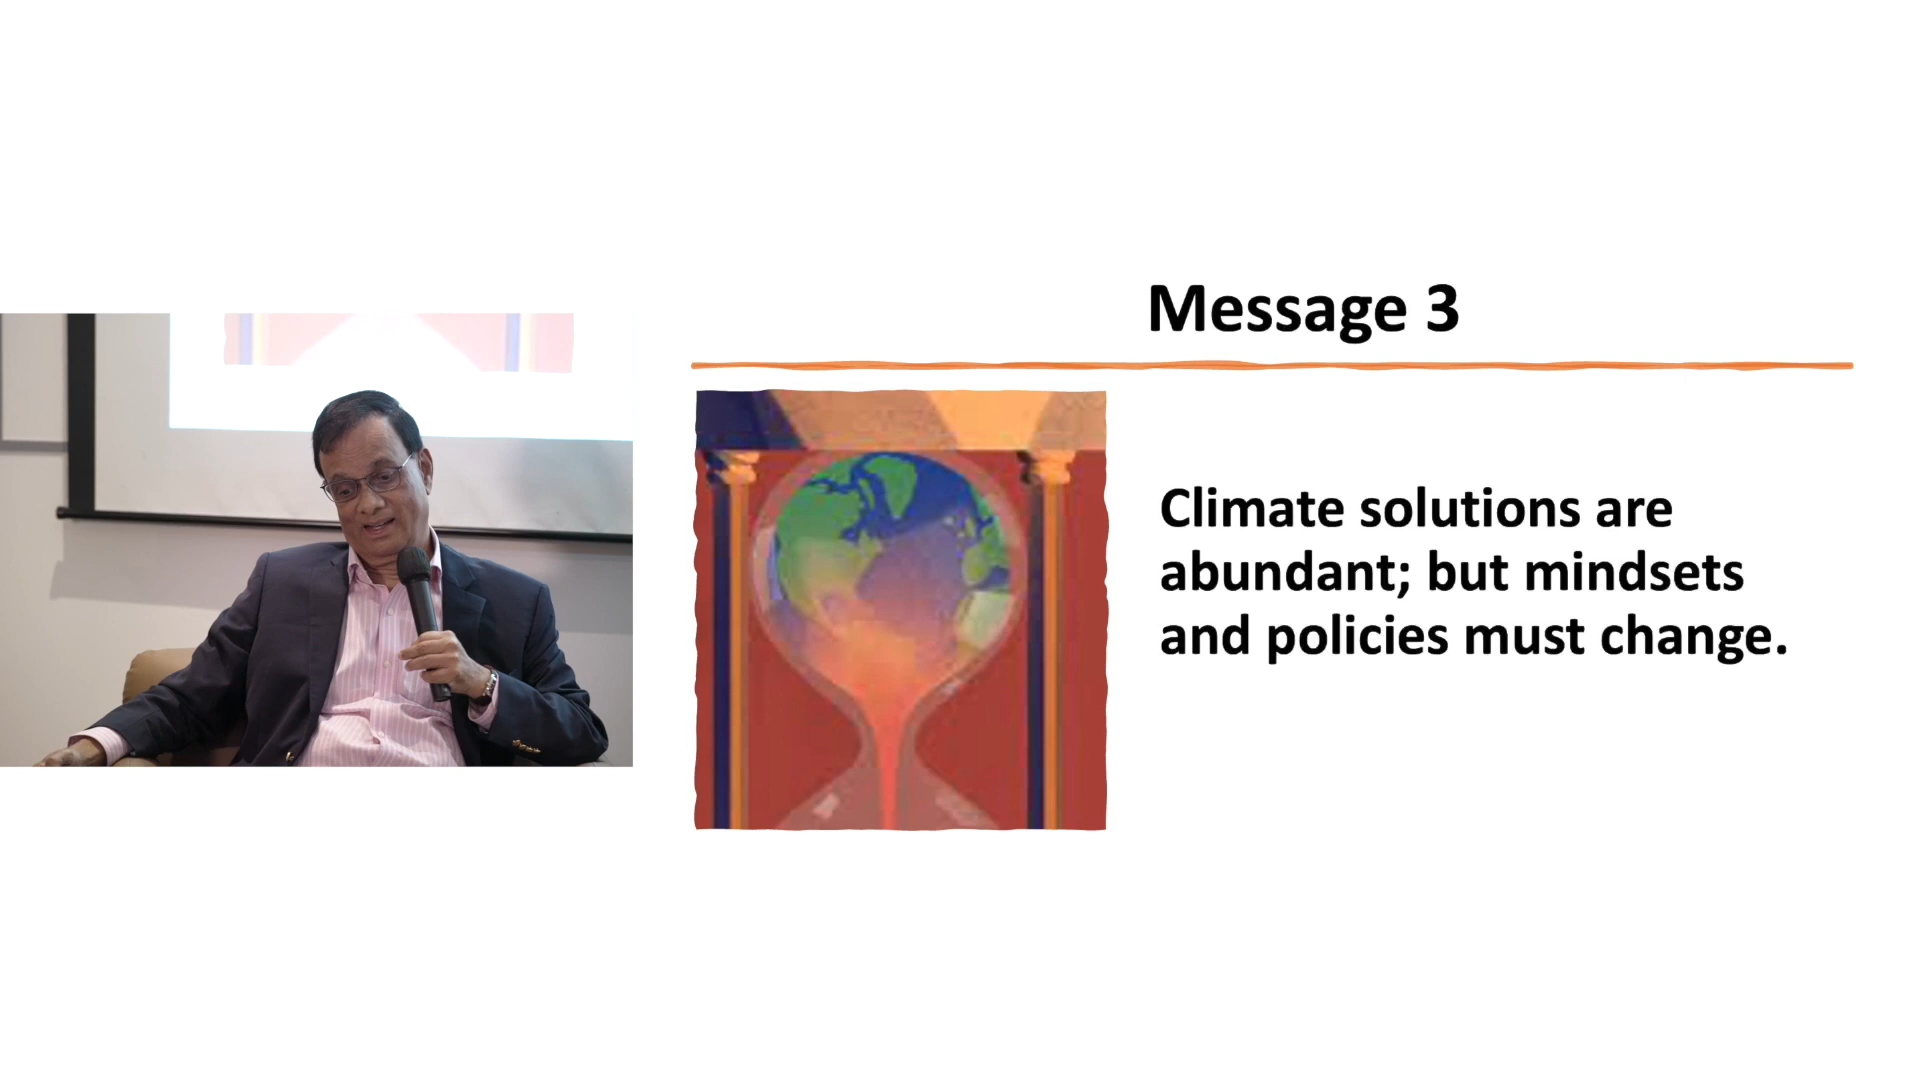 Message 3
Climate solutions are
abundant; but mindsets
and policies must change.